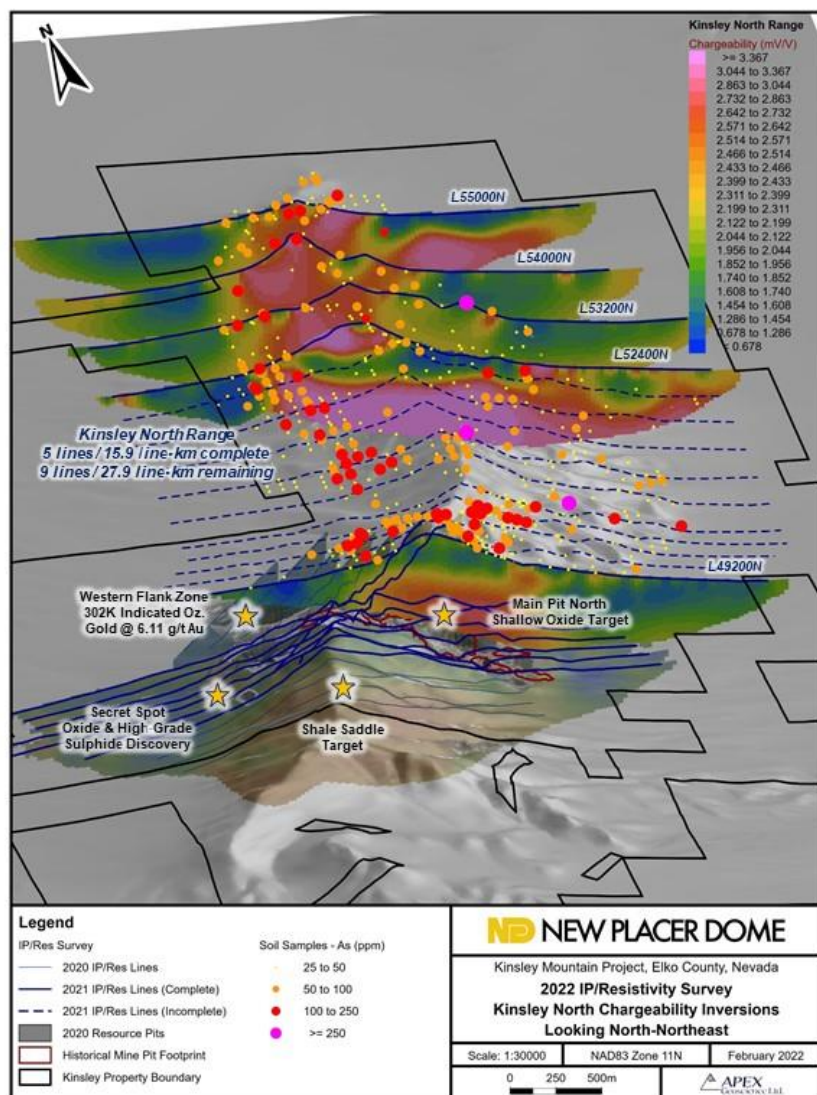 N
Kinsley North Range
Chargeability (mV/V)
>= 3.367
3.044 to 3.367
2.863 to 3.044
2.732 to 2.863
2.642 to 2.732
2.571 to 2.642
2.514 to 2.571
2.466 to 2.514
2.433 to 2.466
2.399 to 2.433
2.311 to 2.399
2.199 to 2.311
2.122 to 2.199
2.044 to 2.122
1.956 to 2.044
1.852 to 1.956
1.740 to 1.852
1.608 to 1.740
1.454 to 1.608
1.286 to 1.454
0.678 to 1.286
< 0.678
L55000N
L54000N
L53200N
L52400N
Kinsley North Range
5 lines / 15.9 line-km complete
9 lines / 27.9 line-km remaining
L49200N
Western Flank Zone
302K Indicated Oz.
Gold @ 6.11 g/t Au
Main Pit North
Shallow Oxide Target
Secret Spot
Oxide & High-Grade
Sulphide Discovery
Shale Saddle
Target
Legend
IP/Res Survey
2020 IP/Res Lines
2021 IP/Res Lines (Complete)
2021 IP/Res Lines (Incomplete)
2020 Resource Pits
Historical Mine Pit Footprint
Kinsley Property Boundary
Soil Samples - As (ppm)
25 to 50
50 to 100
100 to 250
>= 250
ND NEW PLACER DOME
Kinsley Mountain Project, Elko County, Nevada
2022 IP/Resistivity Survey
Kinsley North Chargeability Inversions
Looking North-Northeast
Scale: 1:30000
NAD83 Zone 11N
February 2022
0 250 500m
APEX
Geoscience Ltd.